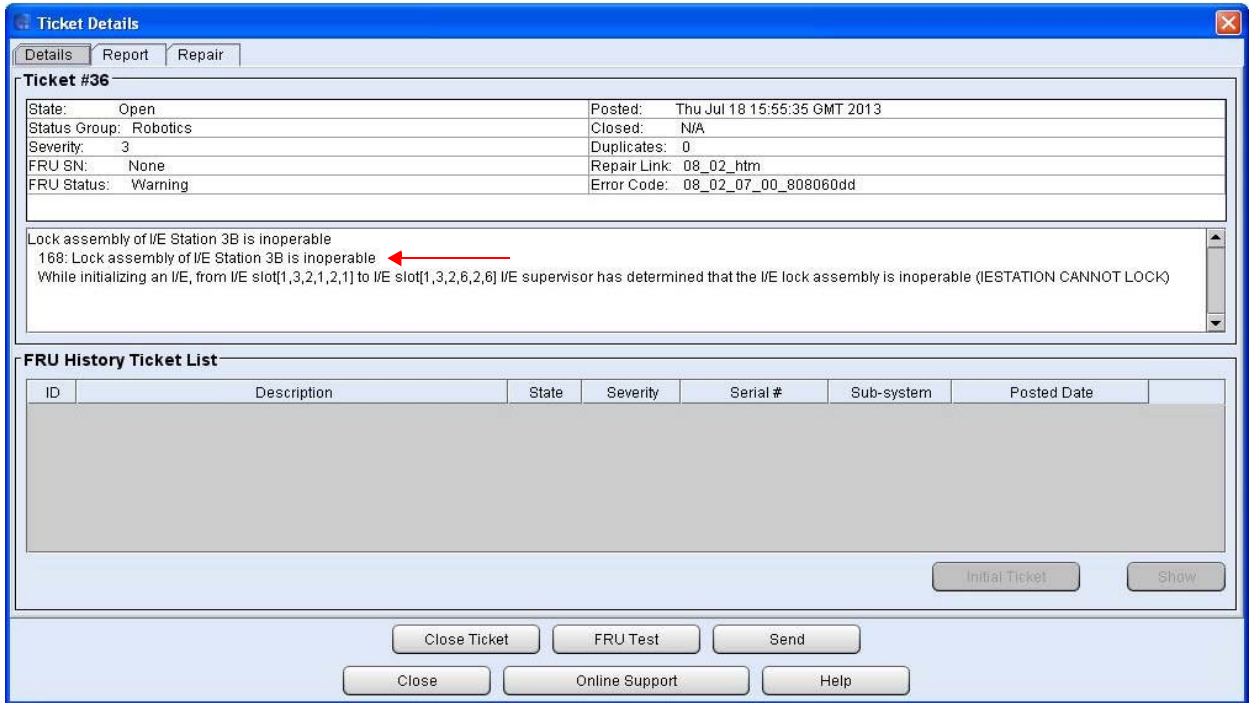 Ticket Details
Details Report Repair
Ticket #36
State: Open Posted: Thu Jul 18 15:55:35 GMT 2013
Status Group: Robotics Closed: N/A
Severity: 3 Duplicates: 0
FRU SN: None Repair Link: 08_02_htm
FRU Status: Warning Error Code: 08_02_07_00_808060dd
Lock assembly of I/E Station 3B is inoperable
168: Lock assembly of I/E Station 3B is inoperable
While initializing an I/E, from I/E slot[1,3,2,1,2,1] to I/E slot[1,3,2,6,2,6] I/E supervisor has determined that the I/E lock assembly is inoperable (IESTATION CANNOT LOCK)
FRU History Ticket List
ID Description State Severity Serial # Sub-system Posted Date
Initial Ticket Show
Close Ticket FRU Test Send
Close Online Support Help